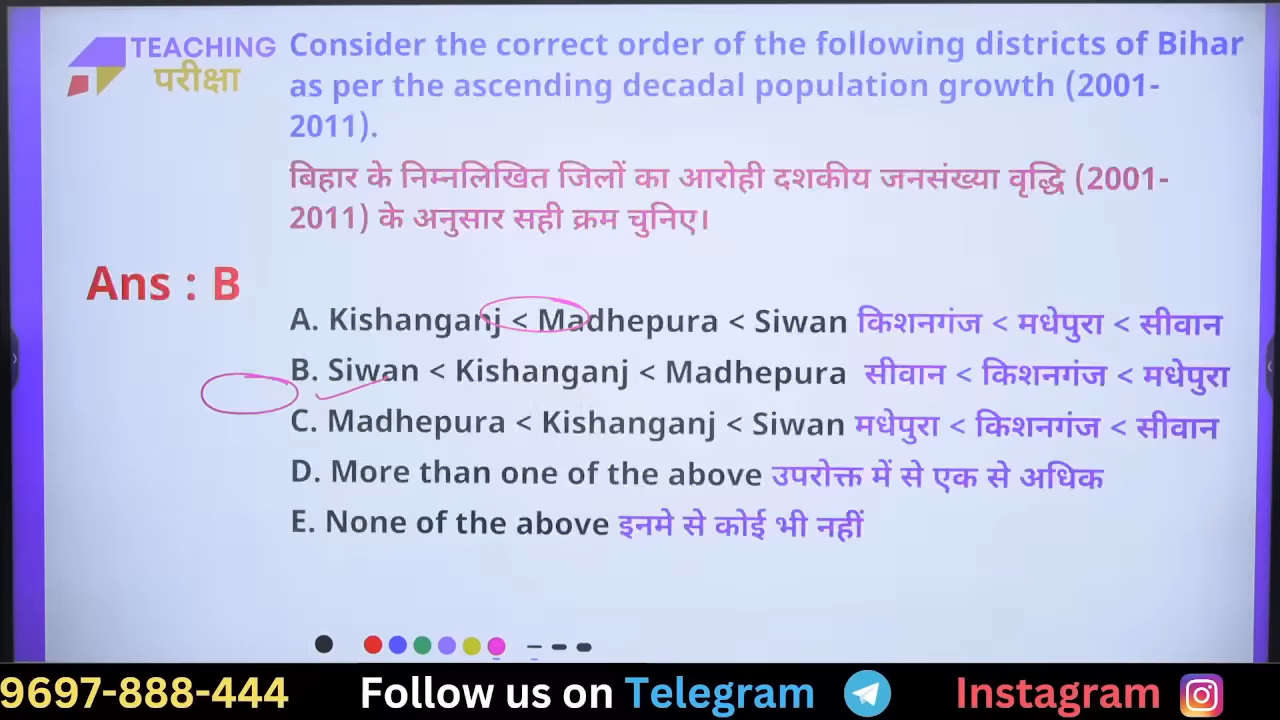 TEACHING
परीक्षा
Consider the correct order of the following districts of Bihar
as per the ascending decadal population growth (2001-
2011).
बिहार के निम्नलिखित जिलों का आरोही दशकीय जनसंख्या वृद्धि (2001-
2011) के अनुसार सही क्रम चुनिए।
Ans : B
A. Kishanganj < Madhepura < Siwan किशनगंज < मधेपुरा < सीवान
B. Siwan < Kishanganj < Madhepura सीवान < किशनगंज < मधेपुरा
C. Madhepura < Kishanganj < Siwan मधेपुरा < किशनगंज < सीवान
D. More than one of the above उपरोक्त में से एक से अधिक
E. None of the above इनमे से कोई भी नहीं
9697-888-444 Follow us on Telegram Instagram